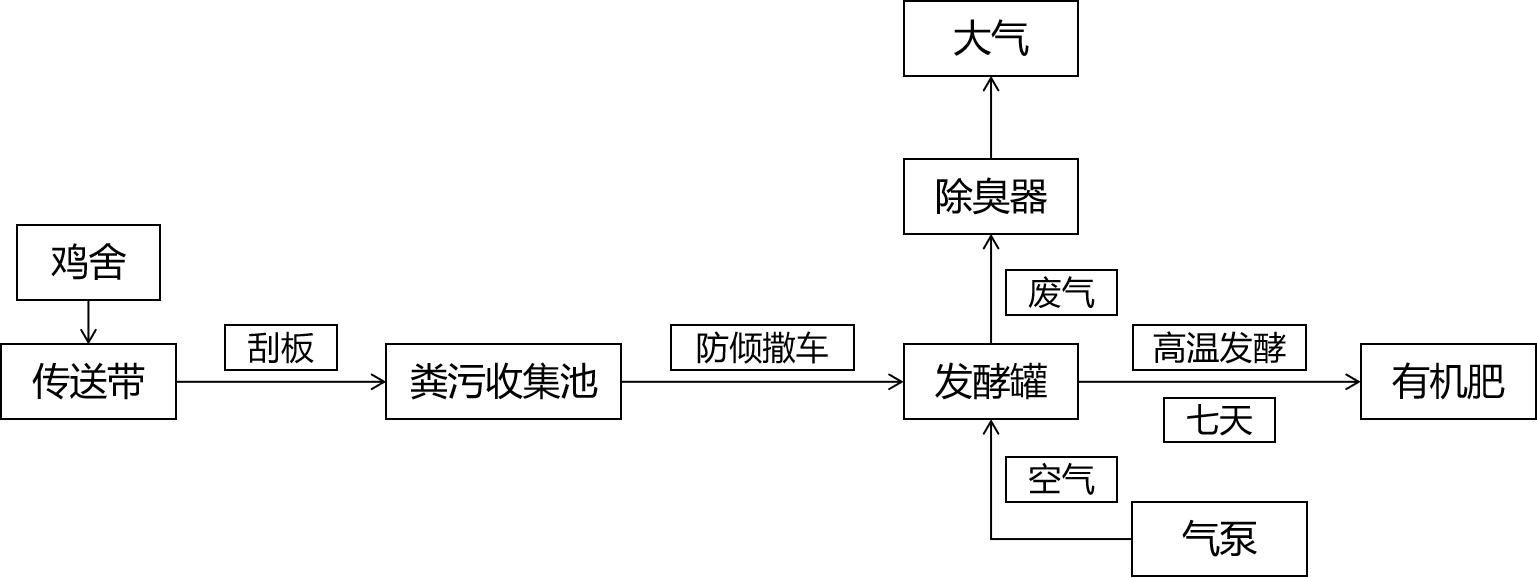 大气
除臭器
鸡舍
废气
刮板
防倾撒车
高温发酵
传送带
粪污收集池
发酵罐
有机肥
七天
空气
气泵